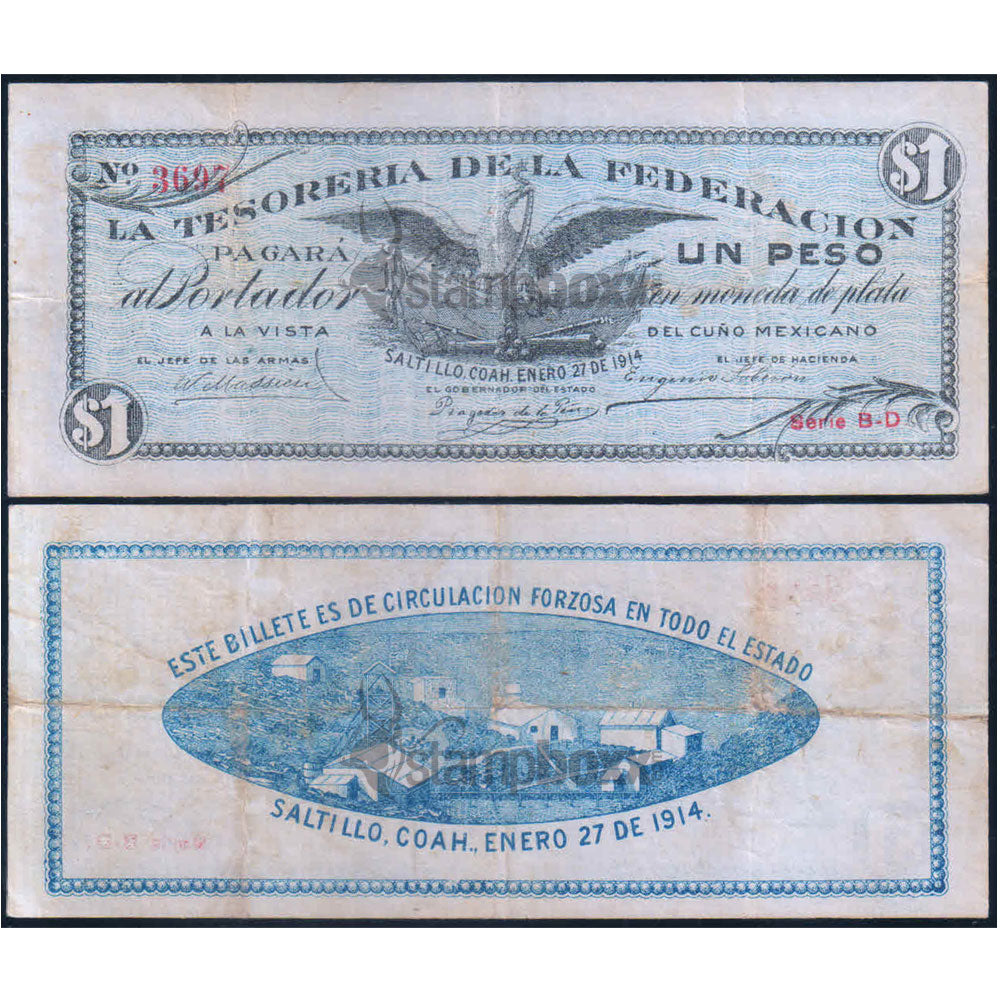 Nº 3697
$1
LA TESORERIA DE LA FEDERACION
PAGARÁ
UN PESO
al Portador
en moneda de plata
A LA VISTA
DEL CUÑO MEXICANO
EL JEFE DE LAS ARMAS
SALTILLO, COAH. ENERO 27 DE 1914
EL JEFE DE HACIENDA
EL GOBERNADOR DEL ESTADO
$1
Serie B-D
stampboxx
ESTE BILLETE ES DE CIRCULACION FORZOSA EN TODO EL ESTADO
stampboxx
SALTILLO, COAH., ENERO 27 DE 1914.